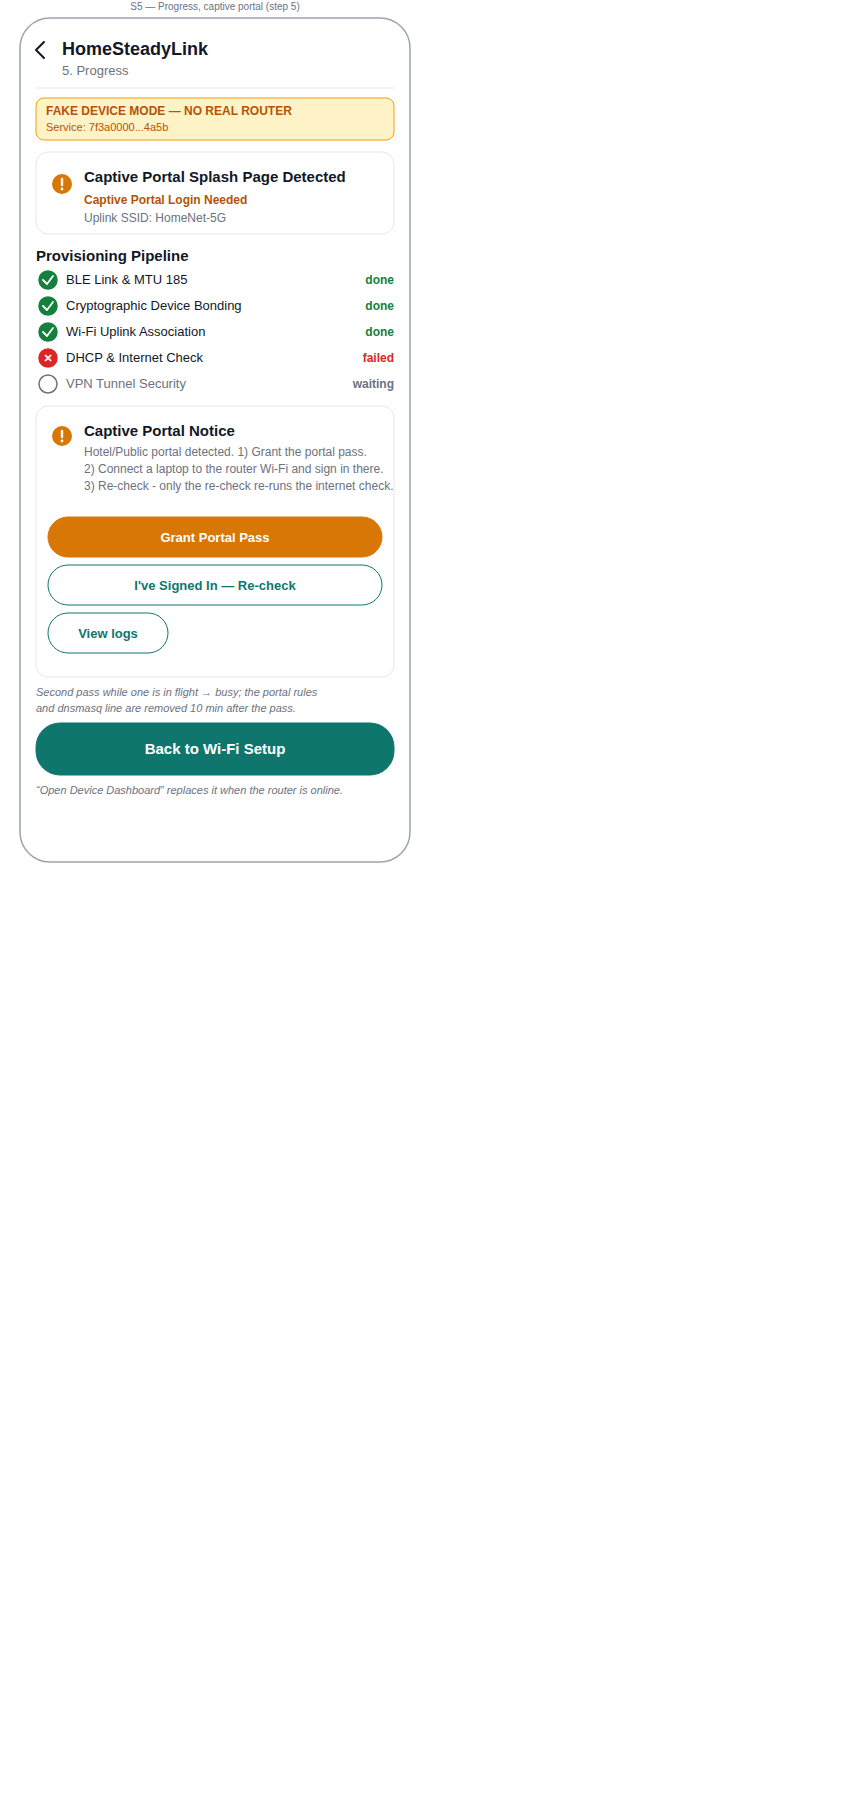 S5 — Progress, captive portal (step 5)
HomeSteadyLink
5. Progress
FAKE DEVICE MODE — NO REAL ROUTER
Service: 7f3a0000...4a5b
Captive Portal Splash Page Detected
Captive Portal Login Needed
Uplink SSID: HomeNet-5G
Provisioning Pipeline
BLE Link & MTU 185 done
Cryptographic Device Bonding done
Wi-Fi Uplink Association done
DHCP & Internet Check failed
VPN Tunnel Security waiting
Captive Portal Notice
Hotel/Public portal detected. 1) Grant the portal pass.
2) Connect a laptop to the router Wi-Fi and sign in there.
3) Re-check - only the re-check re-runs the internet check.
Grant Portal Pass
I've Signed In — Re-check
View logs
Second pass while one is in flight → busy; the portal rules
and dnsmasq line are removed 10 min after the pass.
Back to Wi-Fi Setup
“Open Device Dashboard” replaces it when the router is online.